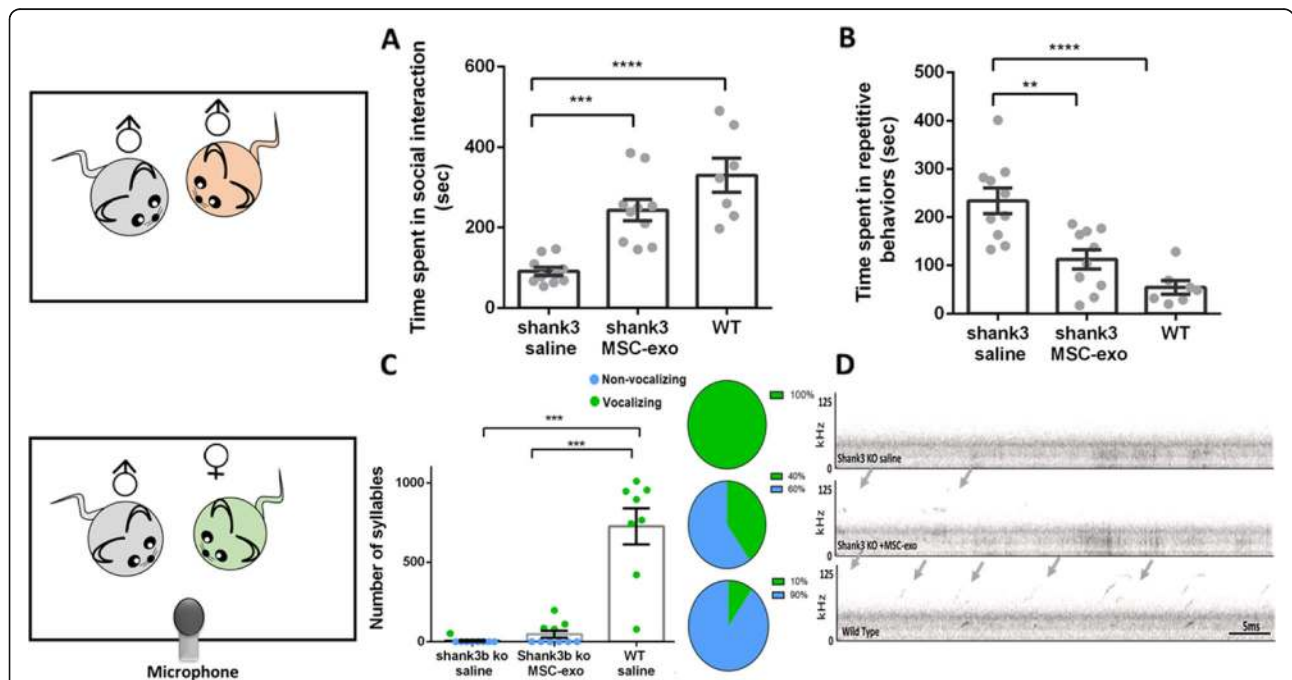 A
Time spent in social interaction
(sec)
600
400
200
0
***
****
shank3
saline
shank3
MSC-exo
WT
B
Time spent in repetitive
behaviors (sec)
500
400
300
200
100
0
**
****
shank3
saline
shank3
MSC-exo
WT
C
Non-vocalizing
Vocalizing
***
***
Number of syllables
1000
500
0
shank3b ko
saline
Shank3b ko
MSC-exo
WT
saline
100%
40%
60%
10%
90%
D
125
kHz
0
Shank3 KO saline
125
kHz
0
Shank3 KO +MSC-exo
125
kHz
0
Wild Type
5ms
Microphone